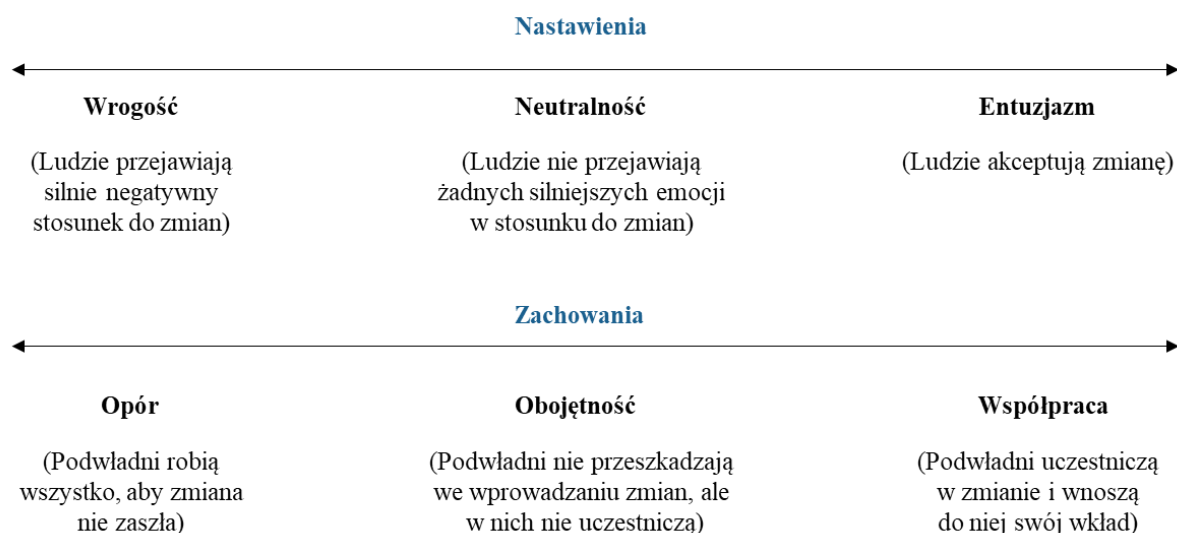 Nastawienia
Wrogość
Neutralność
Entuzjazm
(Ludzie przejawiają
silnie negatywny
stosunek do zmian)
(Ludzie nie przejawiają
żadnych silniejszych emocji
w stosunku do zmian)
(Ludzie akceptują zmianę)
Zachowania
Opór
Obojętność
Współpraca
(Podwładni robią
wszystko, aby zmiana
nie zaszła)
(Podwładni nie przeszkadzają
we wprowadzaniu zmian, ale
w nich nie uczestniczą)
(Podwładni uczestniczą
w zmianie i wnoszą
do niej swój wkład)